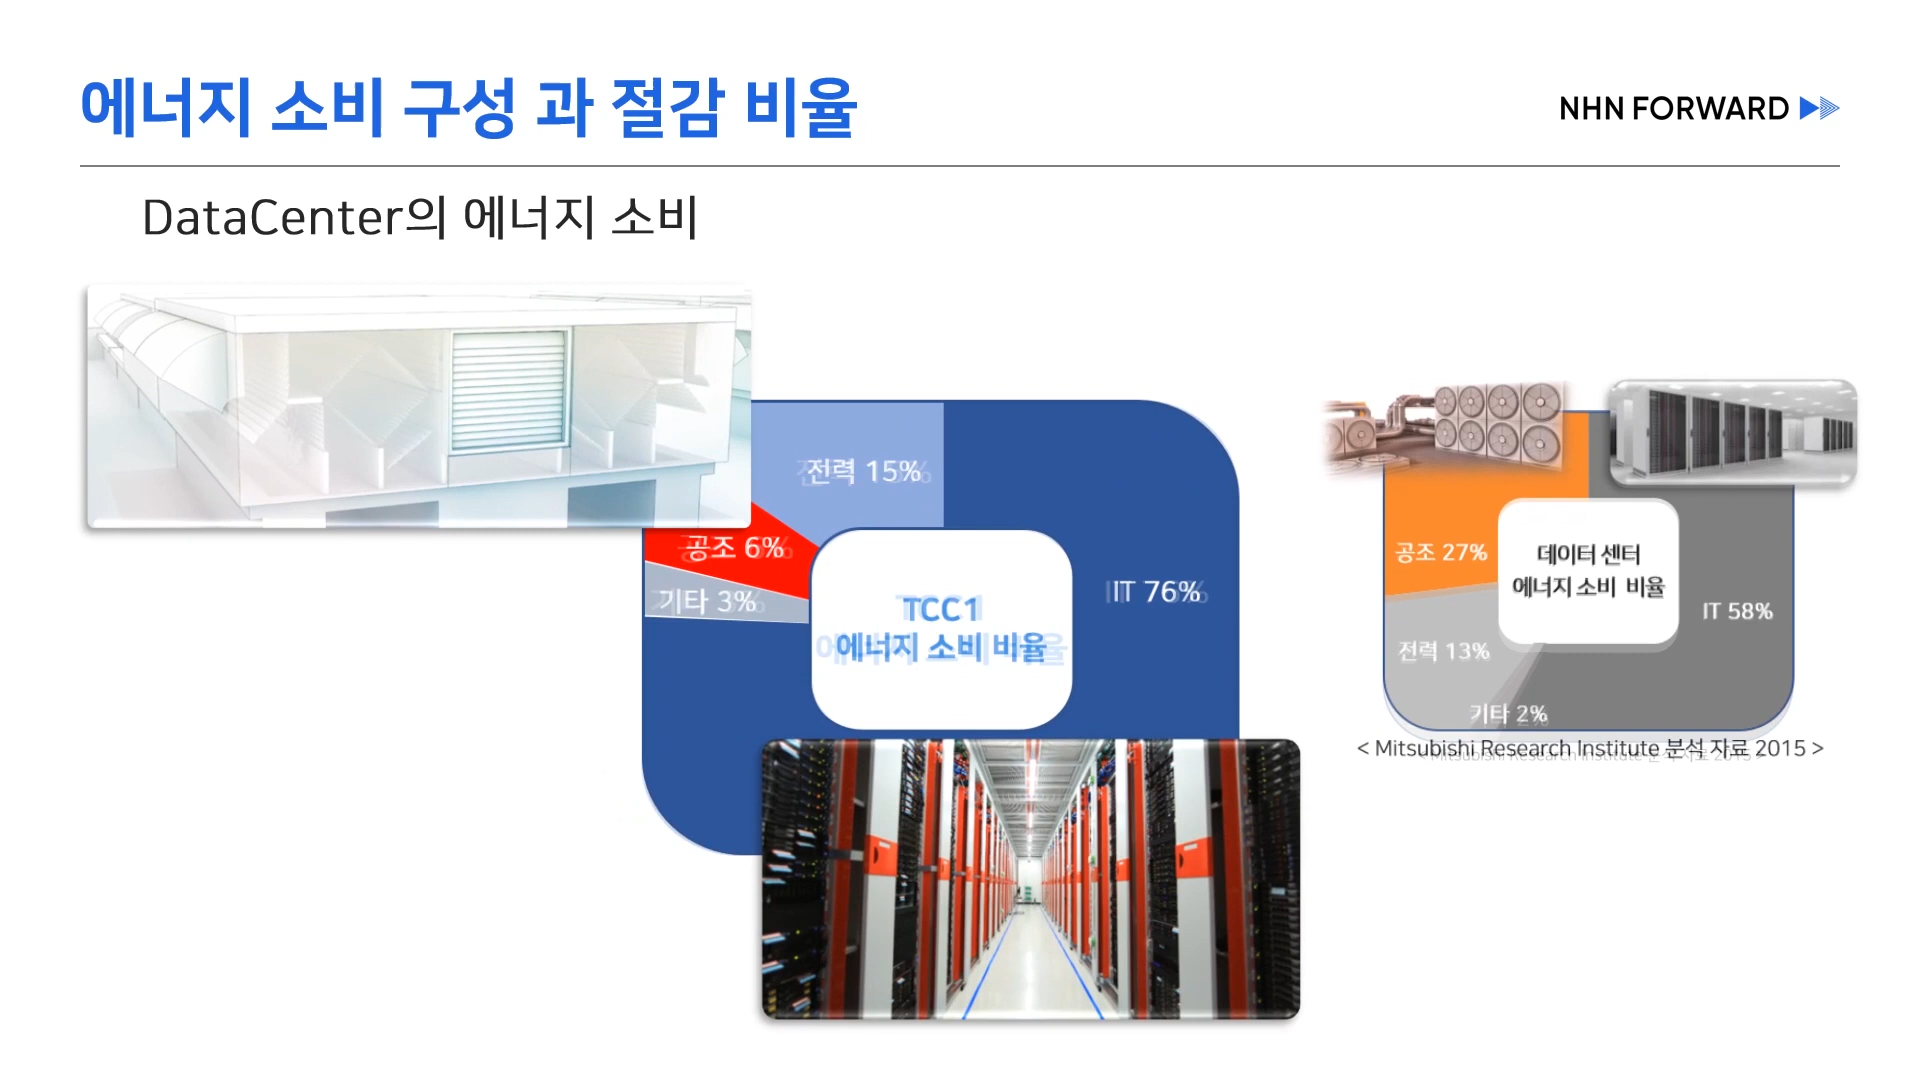 에너지 소비 구성 과 절감 비율
NHN FORWARD
DataCenter의 에너지 소비
전력 15%
공조 6%
기타 3%
IT 76%
TCC1
에너지 소비 비율
공조 27%
데이터 센터
에너지 소비 비율
IT 58%
전력 13%
기타 2%
< Mitsubishi Research Institute 분석 자료 2015 >